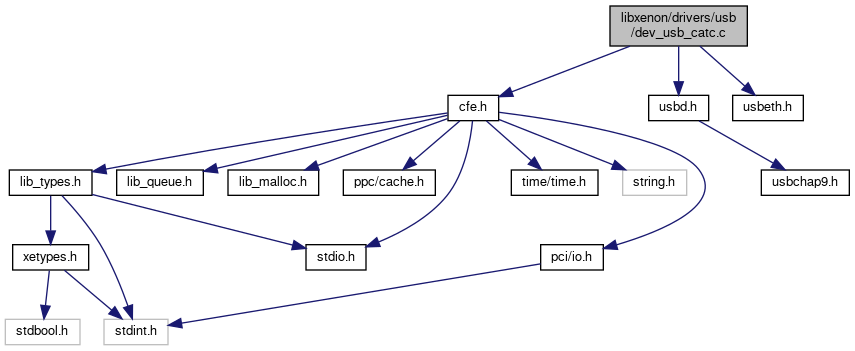 libxenon/drivers/usb
/dev_usb_catc.c
cfe.h
usbd.h
usbeth.h
lib_types.h
lib_queue.h
lib_malloc.h
ppc/cache.h
time/time.h
string.h
usbchap9.h
xetypes.h
stdio.h
pci/io.h
stdbool.h
stdint.h